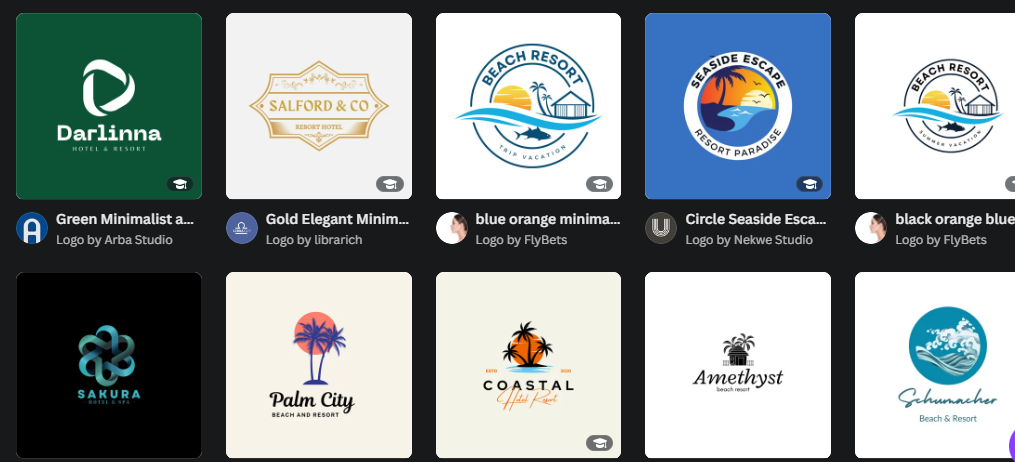 Darlinna
HOTEL & RESORT
SALFORD & CO
RESORT HOTEL
BEACH RESORT
TRIP VACATION
SEASIDE ESCAPE
RESORT PARADISE
BEACH RESORT
SUMMER VACATION
Green Minimalist a...
Logo by Arba Studio
Gold Elegant Minim...
Logo by librarich
blue orange minima...
Logo by FlyBets
Circle Seaside Esca...
Logo by Nekwe Studio
black orange blue
Logo by FlyBets
SAKURA
HOTEL & SPA
Palm City
BEACH AND RESORT
COASTAL
Hotel Resort
Amethyst
beach resort
Schumacher
Beach & Resort